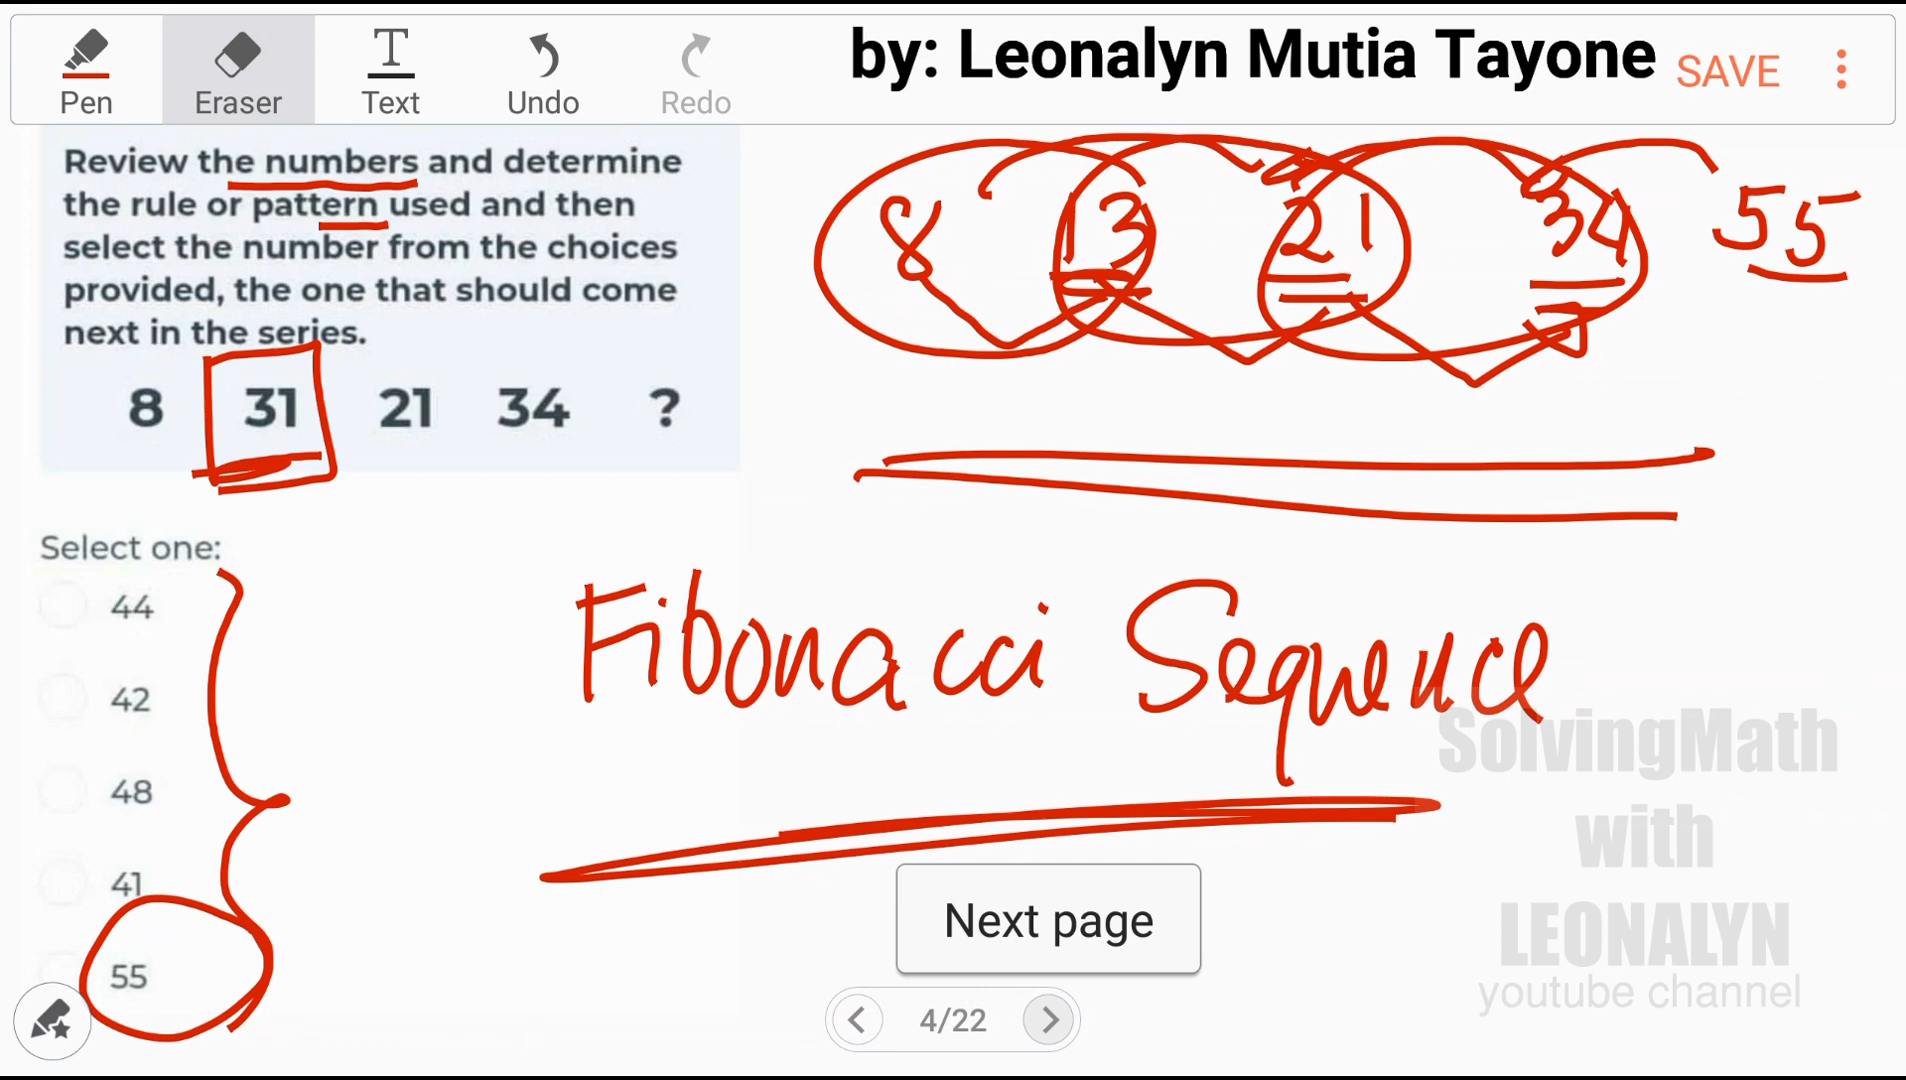 Pen
Eraser
Text
Undo
Redo
by: Leonalyn Mutia Tayone
SAVE
Review the numbers and determine
the rule or pattern used and then
select the number from the choices
provided, the one that should come
next in the series.
8 31 21 34 ?
8 13 21 34 55
Select one:
44
42
48
41
55
Fibonacci Sequence
SolvingMath
with
LEONALYN
youtube channel
Next page
4/22